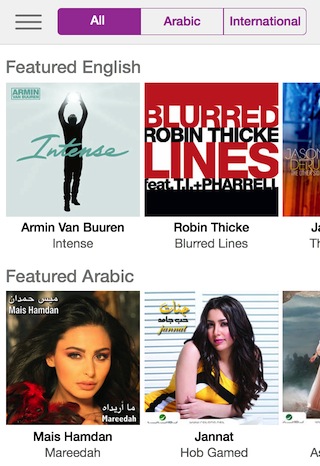 All
Arabic
International
Featured English
ARMIN
VAN BUUREN
Intense
BLURRED
ROBIN THICKE
LINES
feat.T.I.+PHARRELL
JASON
Armin Van Buuren
Intense
Robin Thicke
Blurred Lines
Ja
Th
Featured Arabic
ميس حمدان
Mais Hamdan
ما أريداه
Mareedah
جنات
حب جامد
jannat
Mais Hamdan
Mareedah
Jannat
Hob Gamed
As